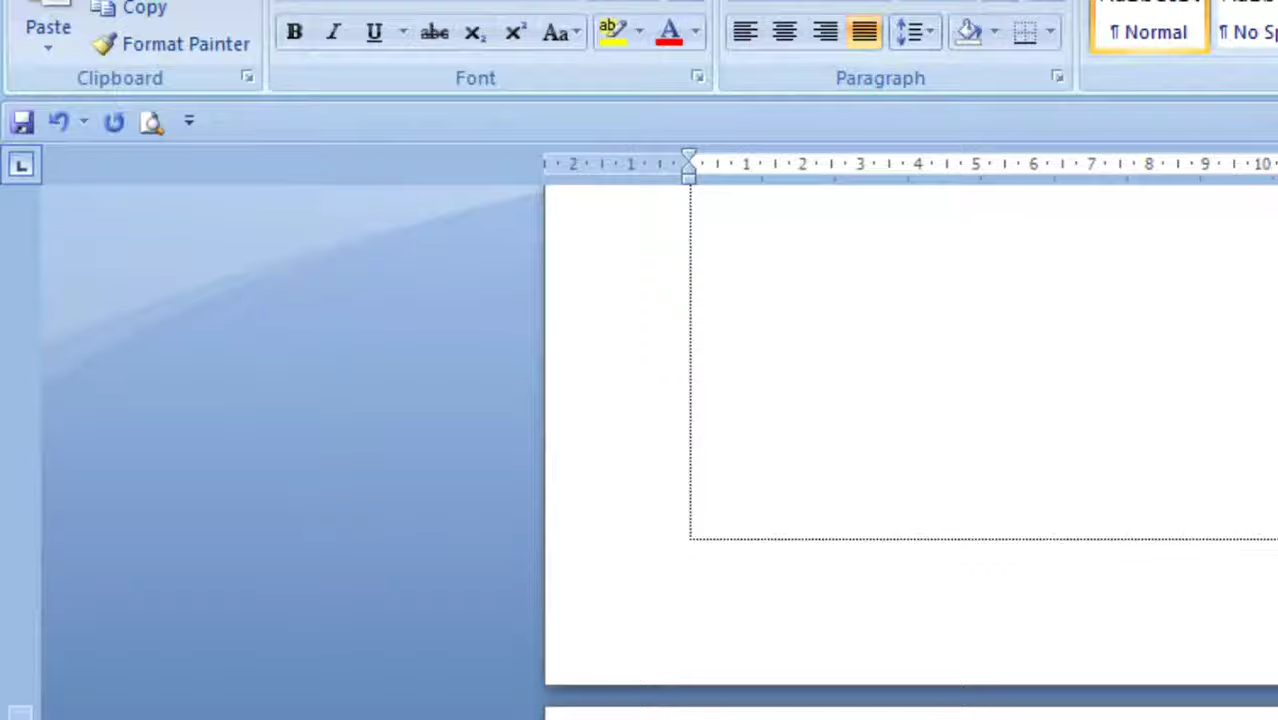 Copy
Paste
Format Painter
B I U abc x₂ x² Aa ab A
¶ Normal
¶ No Sp
Clipboard
Font
Paragraph
L
2 1 1 2 3 4 5 6 7 8 9 10